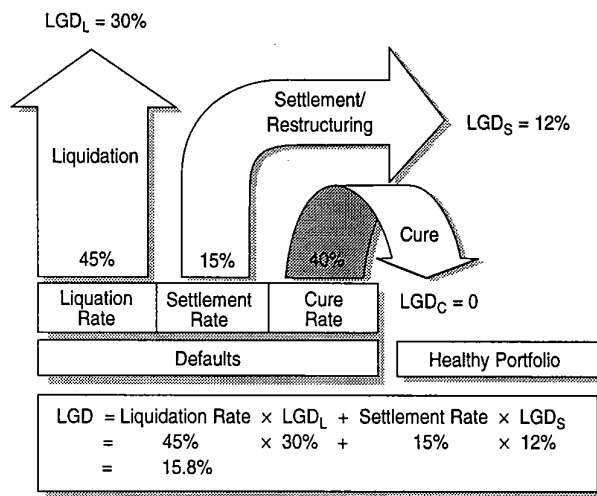 LGD_L = 30%
Settlement/
Restructuring
LGD_S = 12%
Liquidation
Cure
45%
15%
40%
LGD_C = 0
Liquation
Rate
Settlement
Rate
Cure
Rate
Defaults
Healthy Portfolio
LGD = Liquidation Rate × LGD_L + Settlement Rate × LGD_S
= 45% × 30% + 15% × 12%
= 15.8%